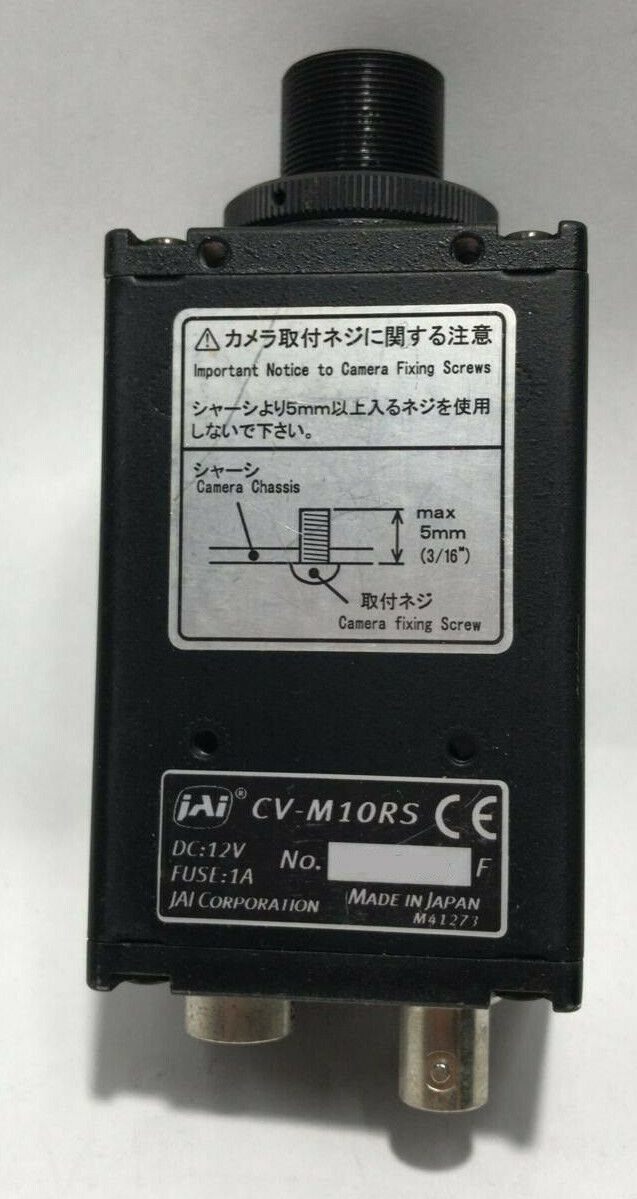 ⚠カメラ取付ネジに関する注意
Important Notice to Camera Fixing Screws
シャーシより5mm以上入るネジを使用
しないで下さい。
シャーシ
Camera Chassis
max
5mm
(3/16")
取付ネジ
Camera fixing Screw
JAi® CV-M10RS CE
DC:12V
FUSE:1A
No. F
JAI CORPORATION MADE IN JAPAN
M41273